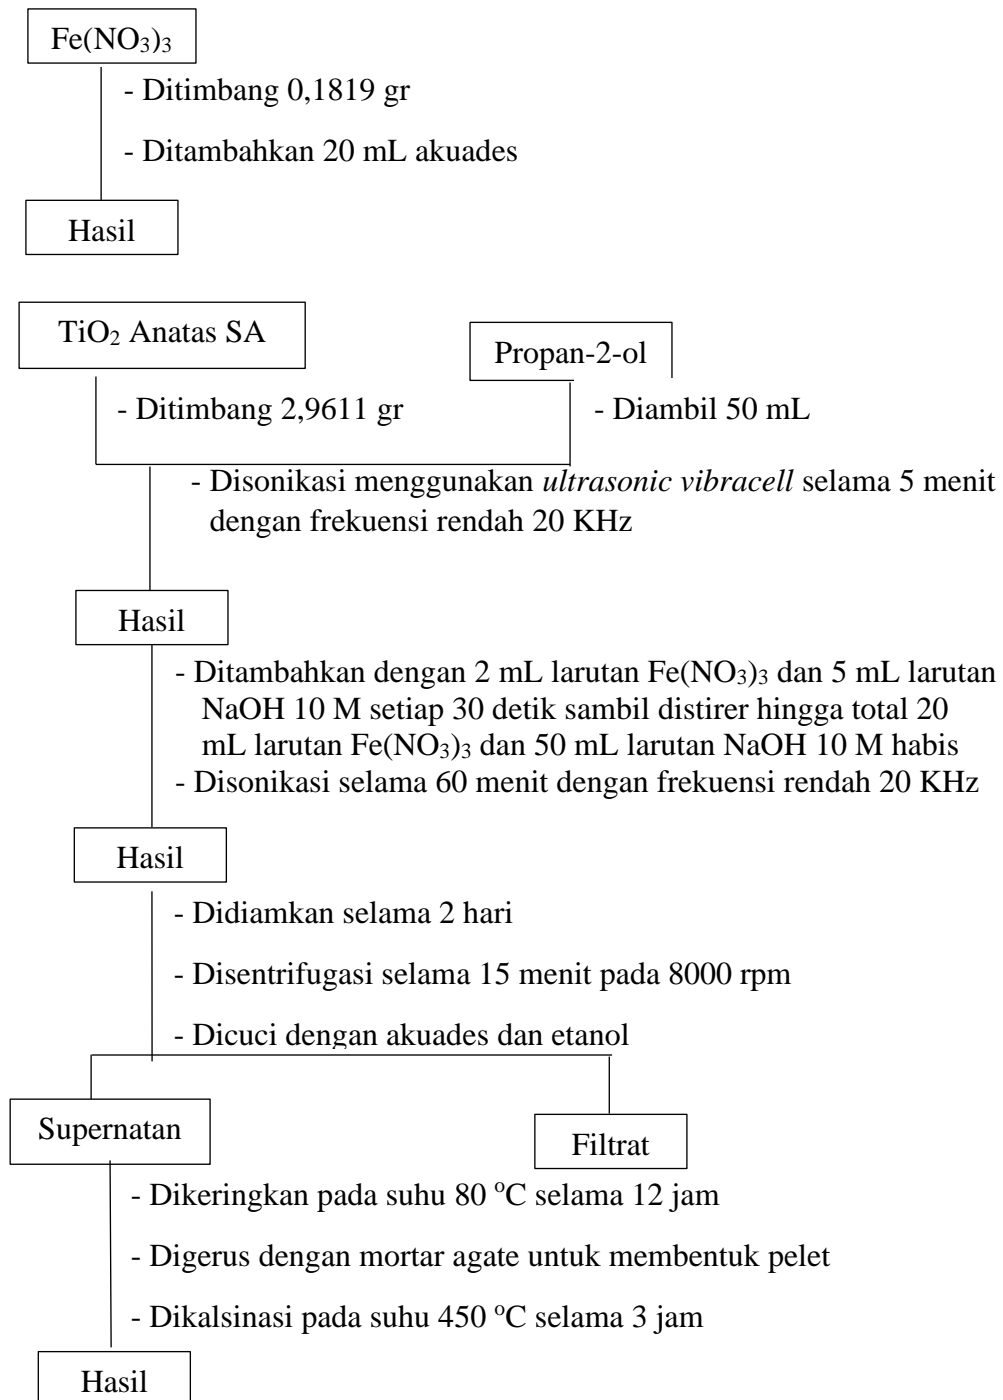 Fe(NO₃)₃
- Ditimbang 0,1819 gr
- Ditambahkan 20 mL akuades
Hasil
TiO₂ Anatas SA
Propan-2-ol
- Ditimbang 2,9611 gr
- Diambil 50 mL
- Disonikasi menggunakan ultrasonic vibracell selama 5 menit
dengan frekuensi rendah 20 KHz
Hasil
- Ditambahkan dengan 2 mL larutan Fe(NO₃)₃ dan 5 mL larutan
NaOH 10 M setiap 30 detik sambil distirer hingga total 20
mL larutan Fe(NO₃)₃ dan 50 mL larutan NaOH 10 M habis
- Disonikasi selama 60 menit dengan frekuensi rendah 20 KHz
Hasil
- Didiamkan selama 2 hari
- Disentrifugasi selama 15 menit pada 8000 rpm
- Dicuci dengan akuades dan etanol
Supernatan
Filtrat
- Dikeringkan pada suhu 80 °C selama 12 jam
- Digerus dengan mortar agate untuk membentuk pelet
- Dikalsinasi pada suhu 450 °C selama 3 jam
Hasil